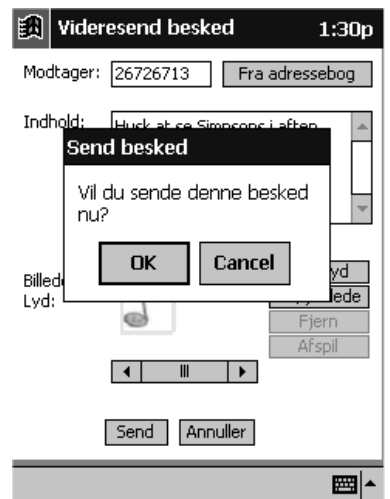 Videresend besked 1:30p
Modtager: 26726713 Fra adressebog
Indhold: Husk at se Simpsons i aften
Send besked
Vil du sende denne besked
nu?
OK Cancel
Lyd:
Fjern
Afspil
Send Annuller